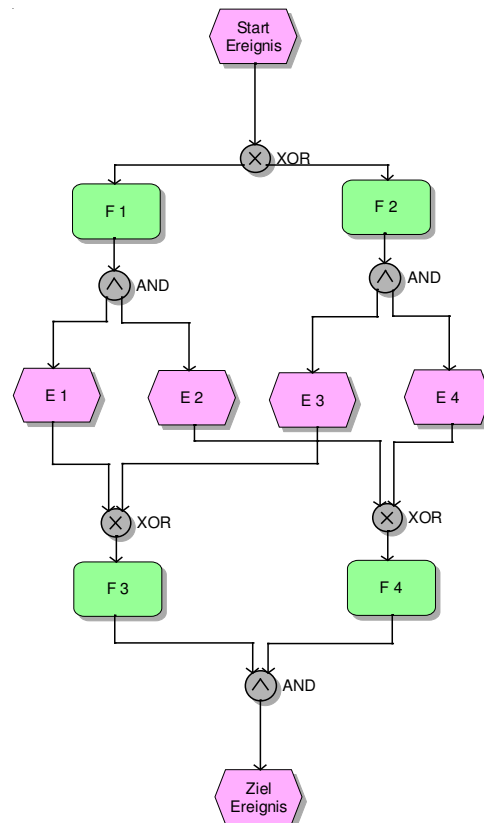 Start
Ereignis
XOR
F 1
F 2
AND
AND
E 1
E 2
E 3
E 4
XOR
XOR
F 3
F 4
AND
Ziel
Ereignis